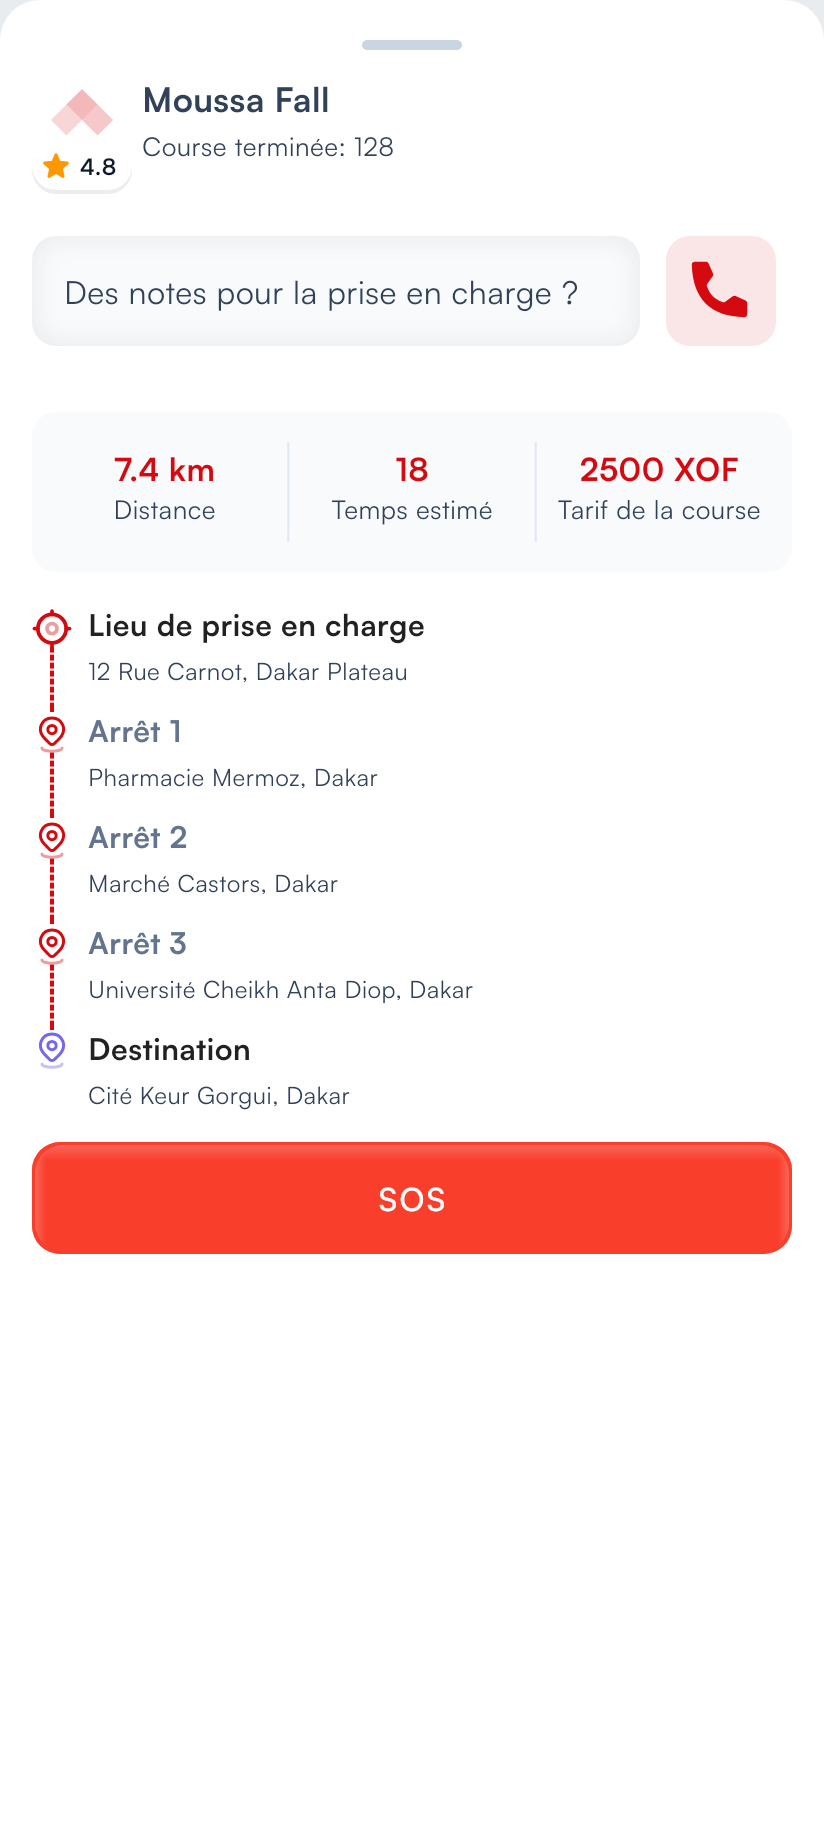 Moussa Fall
Course terminée: 128
4.8
Des notes pour la prise en charge ?
7.4 km
Distance
18
Temps estimé
2500 XOF
Tarif de la course
Lieu de prise en charge
12 Rue Carnot, Dakar Plateau
Arrêt 1
Pharmacie Mermoz, Dakar
Arrêt 2
Marché Castors, Dakar
Arrêt 3
Université Cheikh Anta Diop, Dakar
Destination
Cité Keur Gorgui, Dakar
SOS